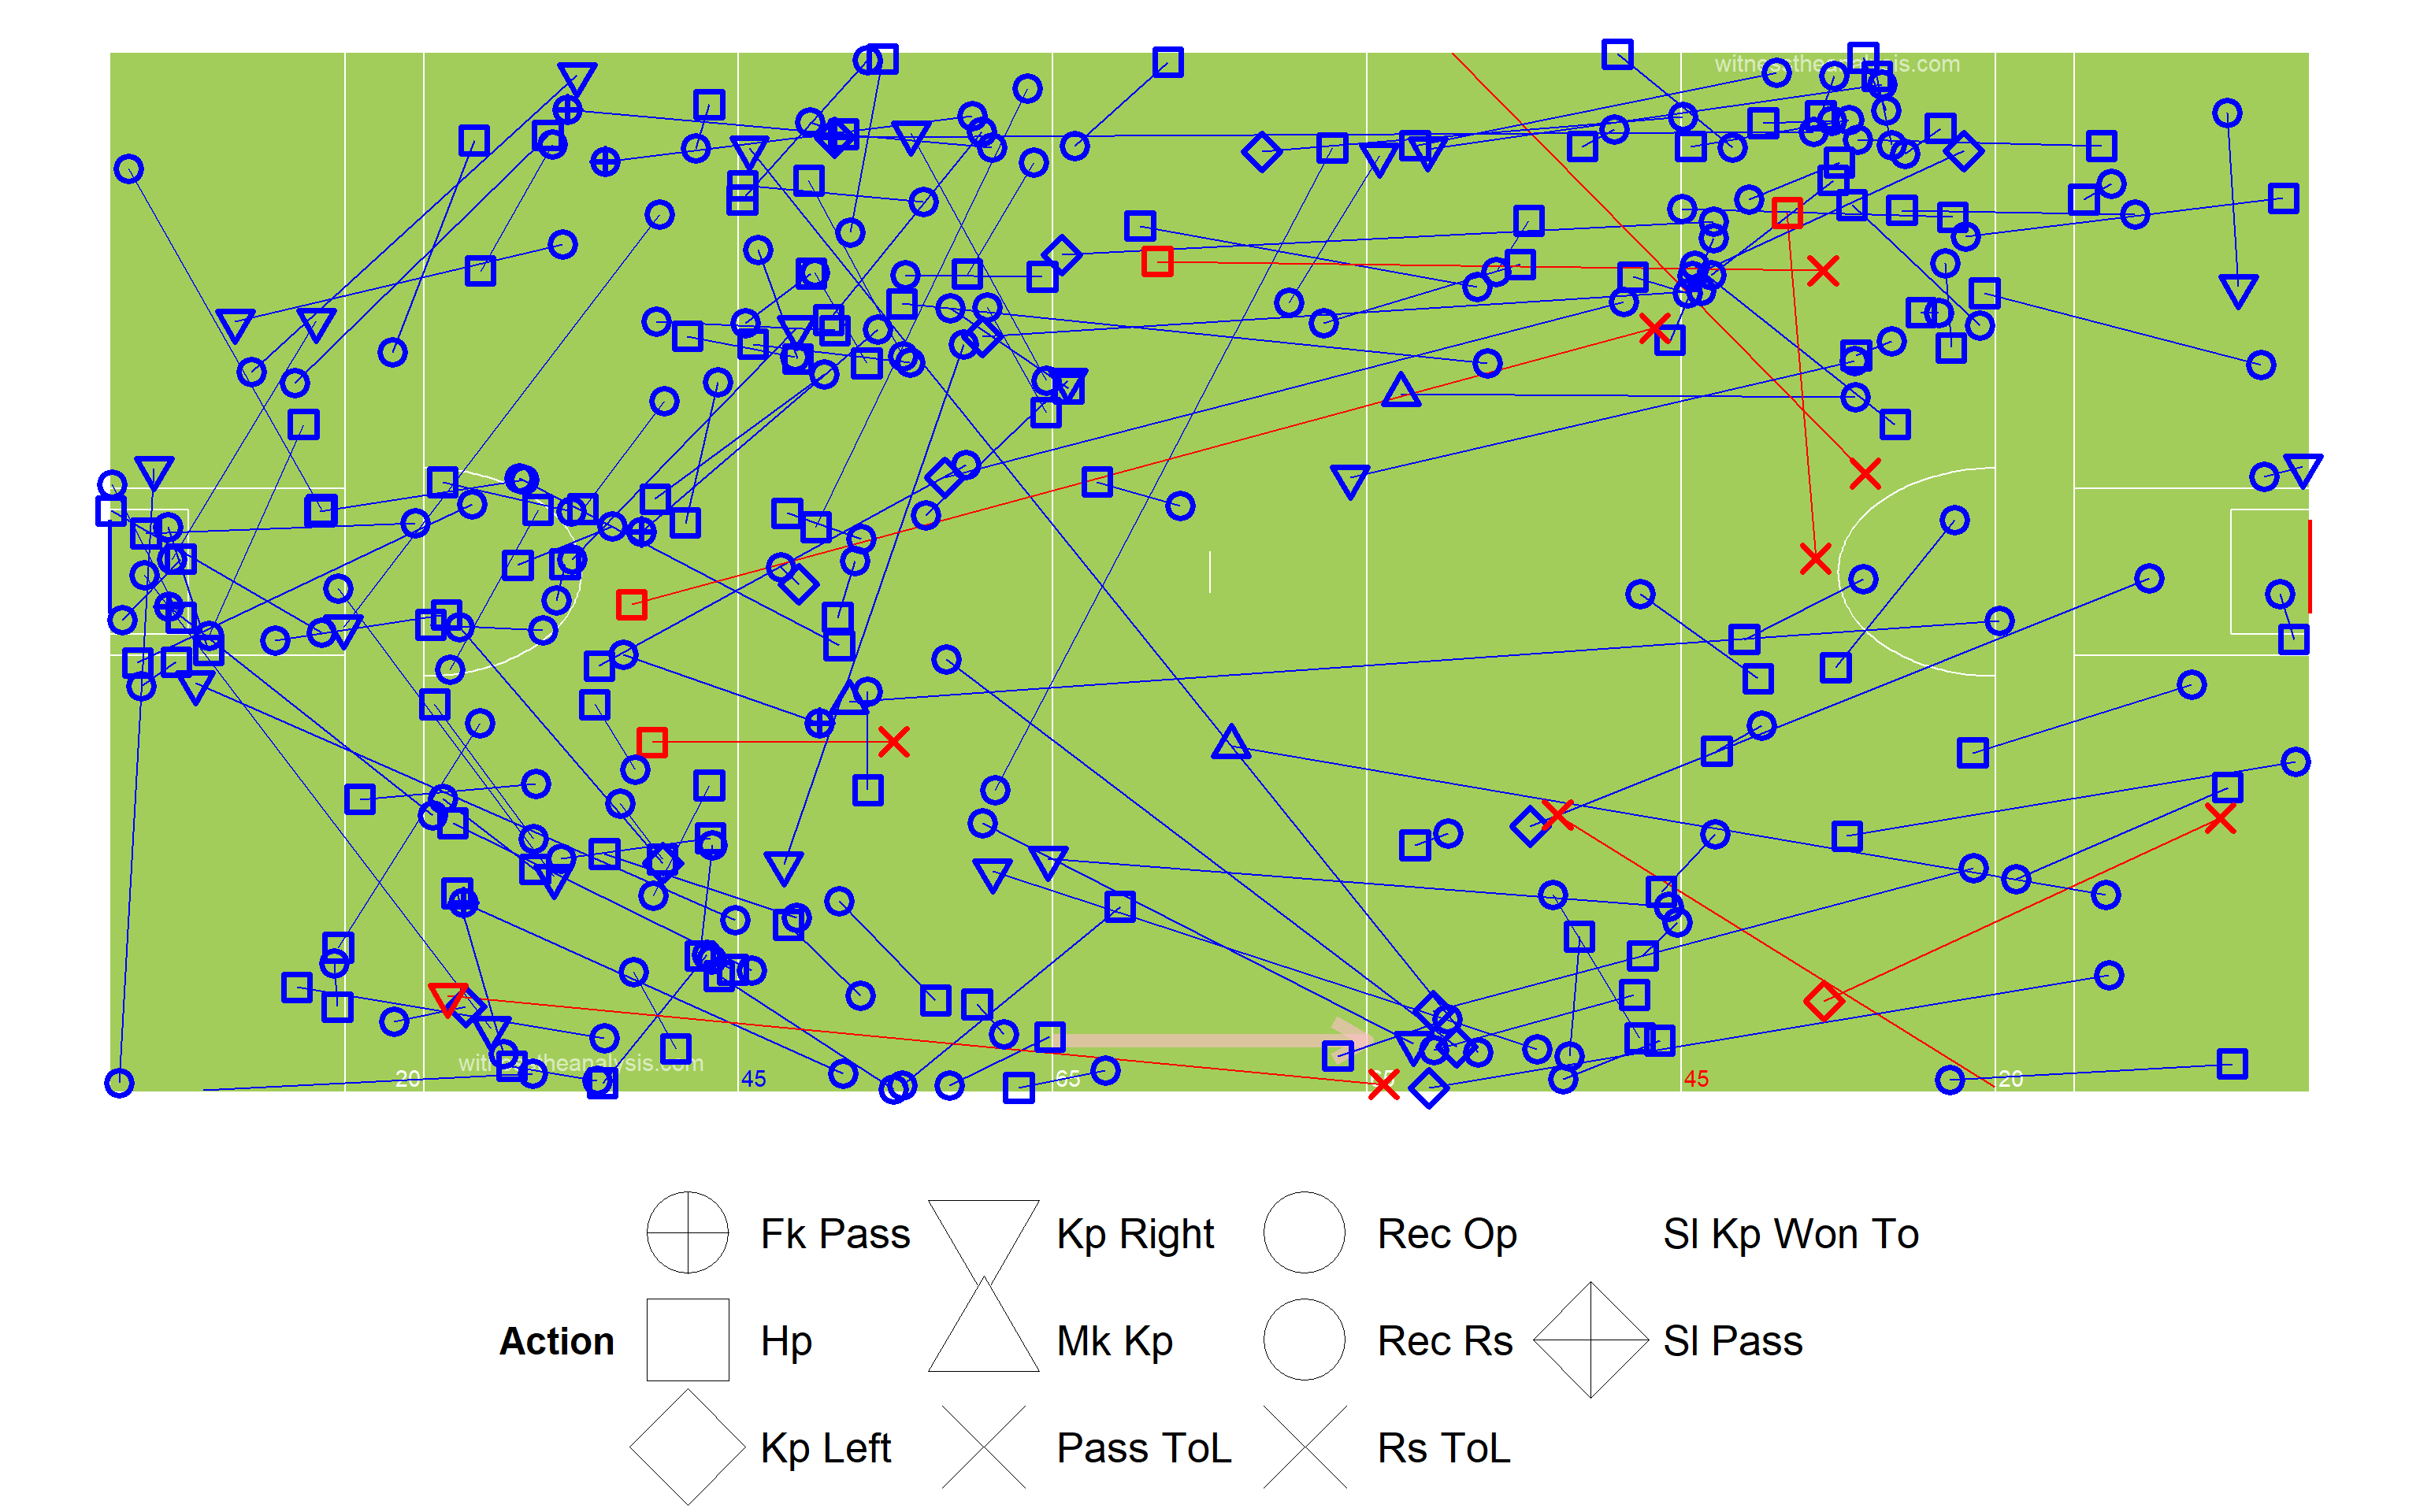 witnesstheanalysis.com
witnesstheanalysis.com
20 45 65 65 45 20
Fk Pass Kp Right Rec Op Sl Kp Won To
Action Hp Mk Kp Rec Rs Sl Pass
Kp Left Pass ToL Rs ToL